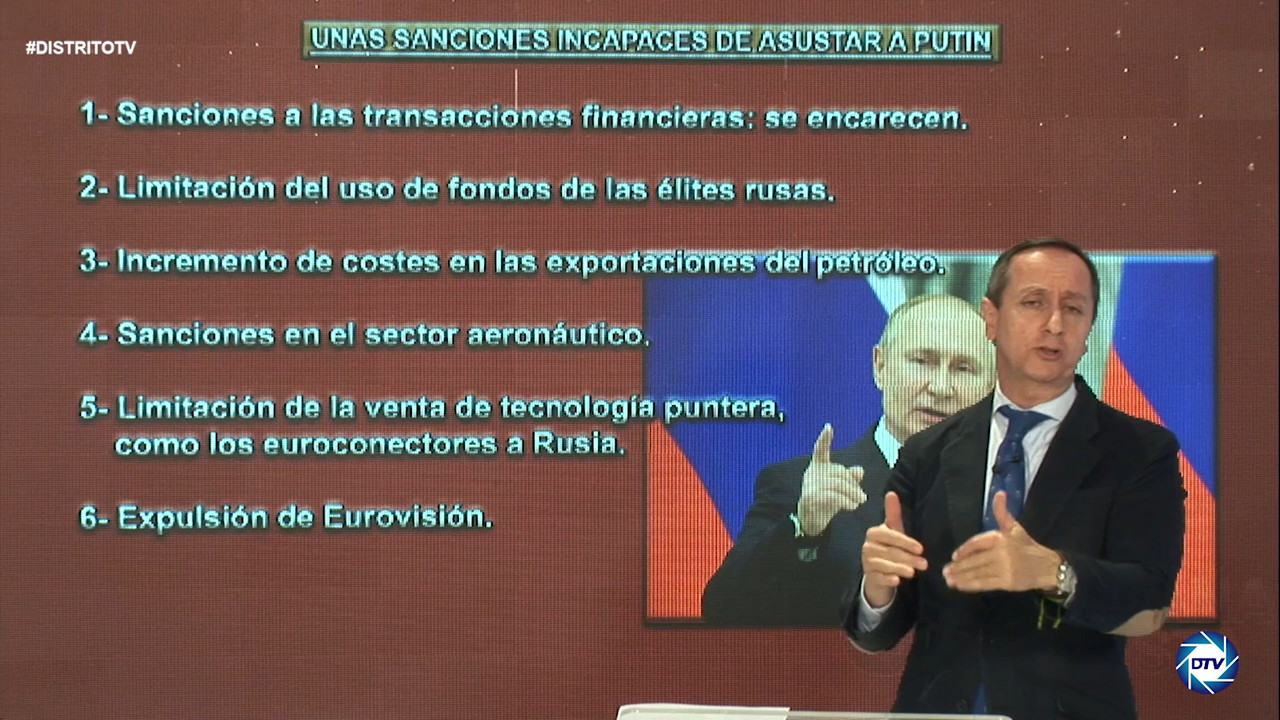 #DISTRITOTV
UNAS SANCIONES INCAPACES DE ASUSTAR A PUTIN
1- Sanciones a las transacciones financieras: se encarecen.
2- Limitación del uso de fondos de las élites rusas.
3- Incremento de costes en las exportaciones del petróleo.
4- Sanciones en el sector aeronáutico.
5- Limitación de la venta de tecnología puntera,
como los euroconectores a Rusia.
6- Expulsión de Eurovisión.
DTV